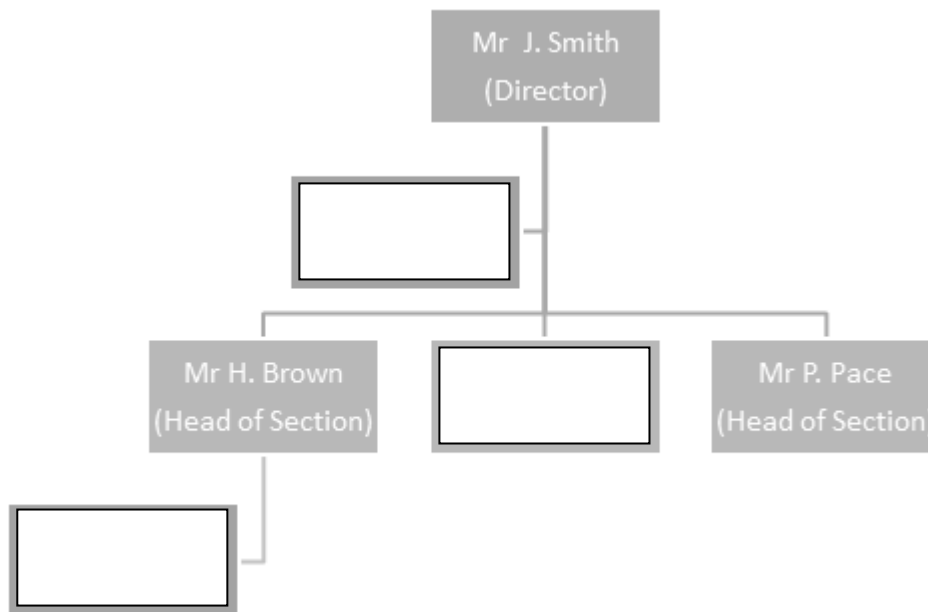 Mr J. Smith
(Director)
Mr H. Brown
(Head of Section)
Mr P. Pace
(Head of Section)